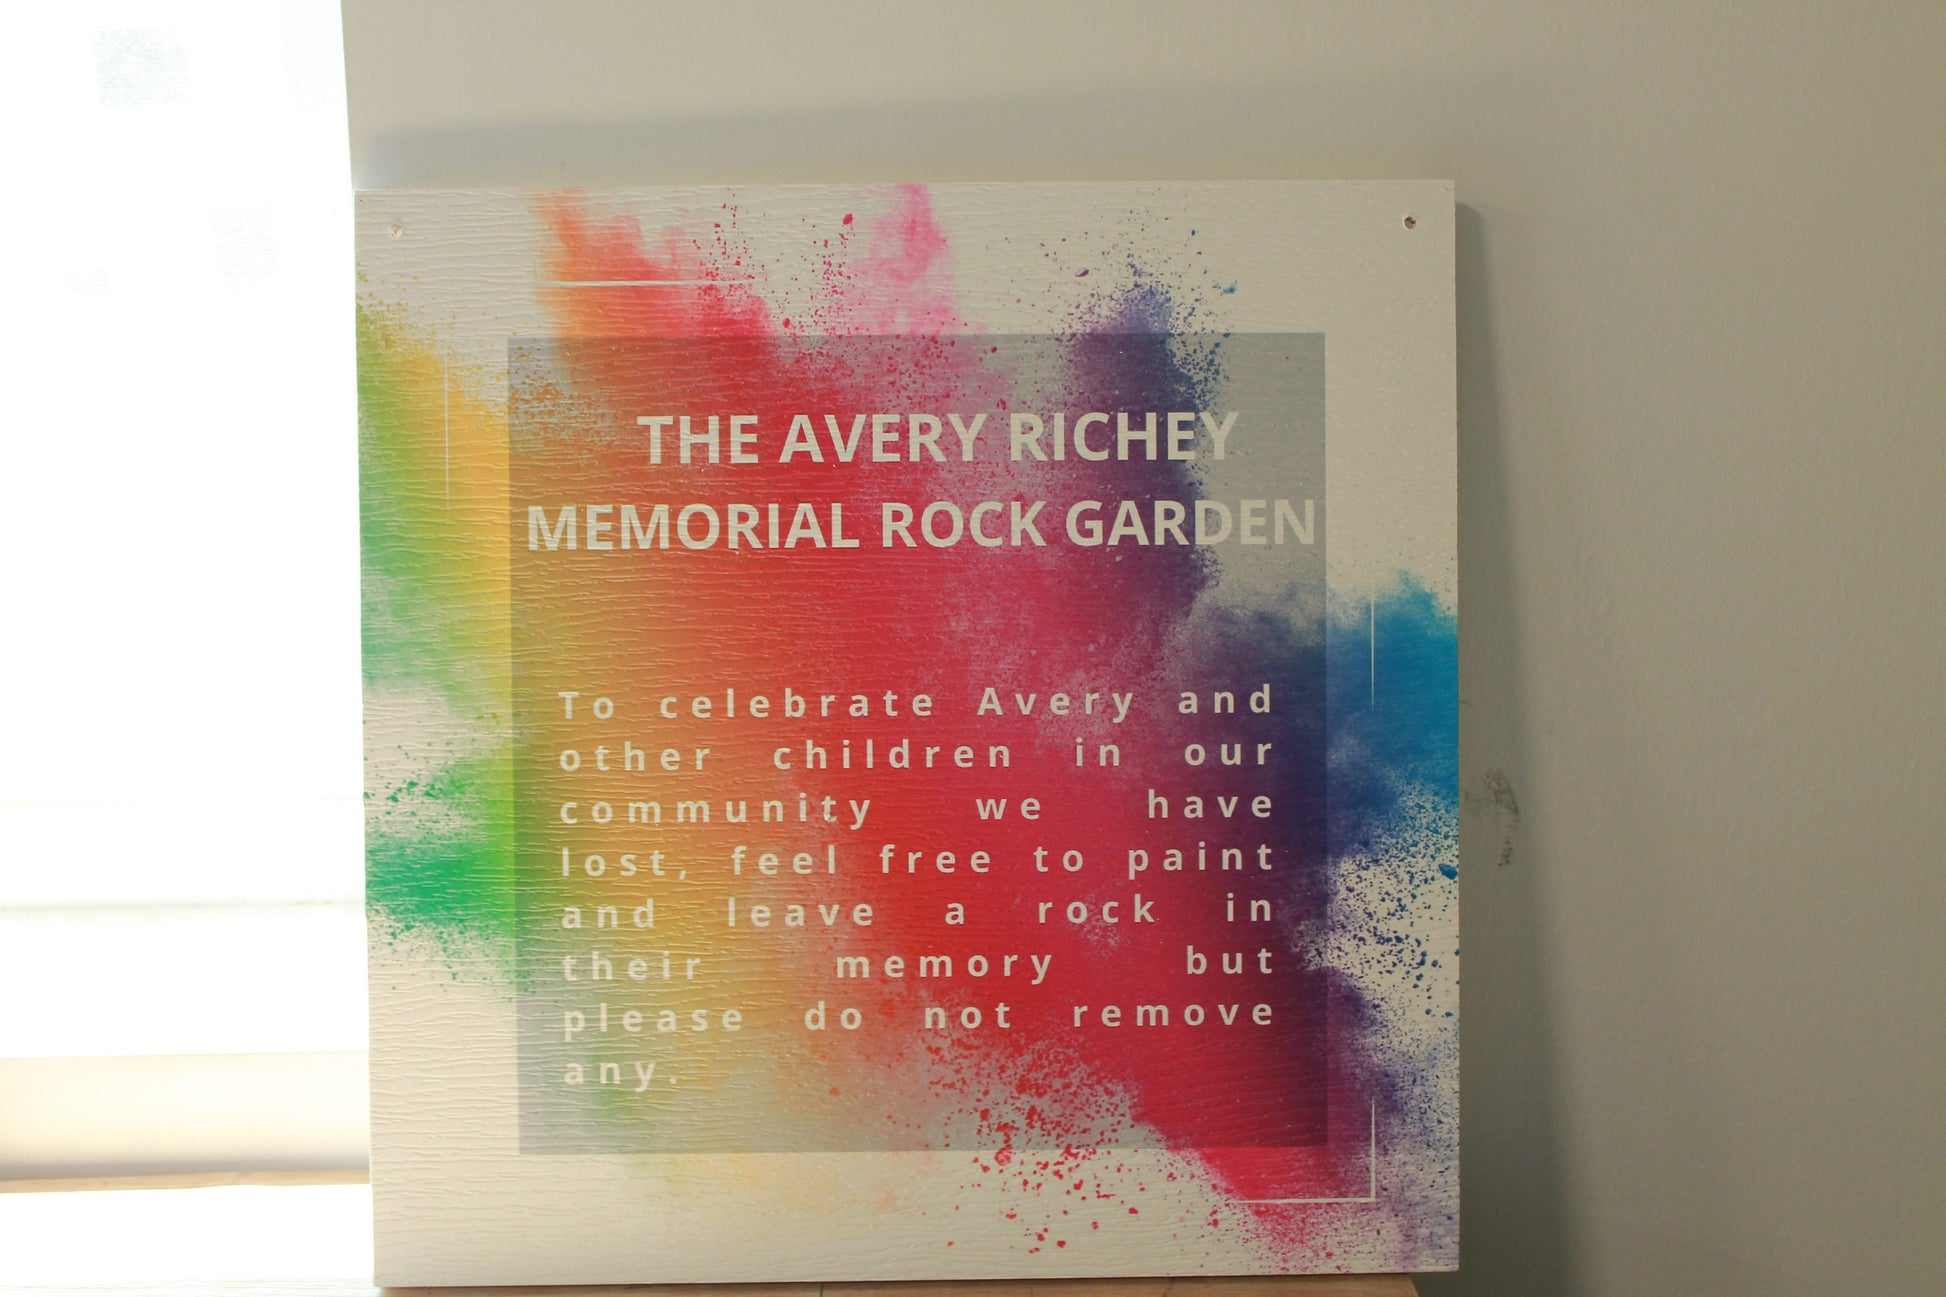 THE AVERY RICHEY
MEMORIAL ROCK GARDEN
To celebrate Avery and
other children in our
community we have
lost, feel free to paint
and leave a rock in
their memory but
please do not remove
any.